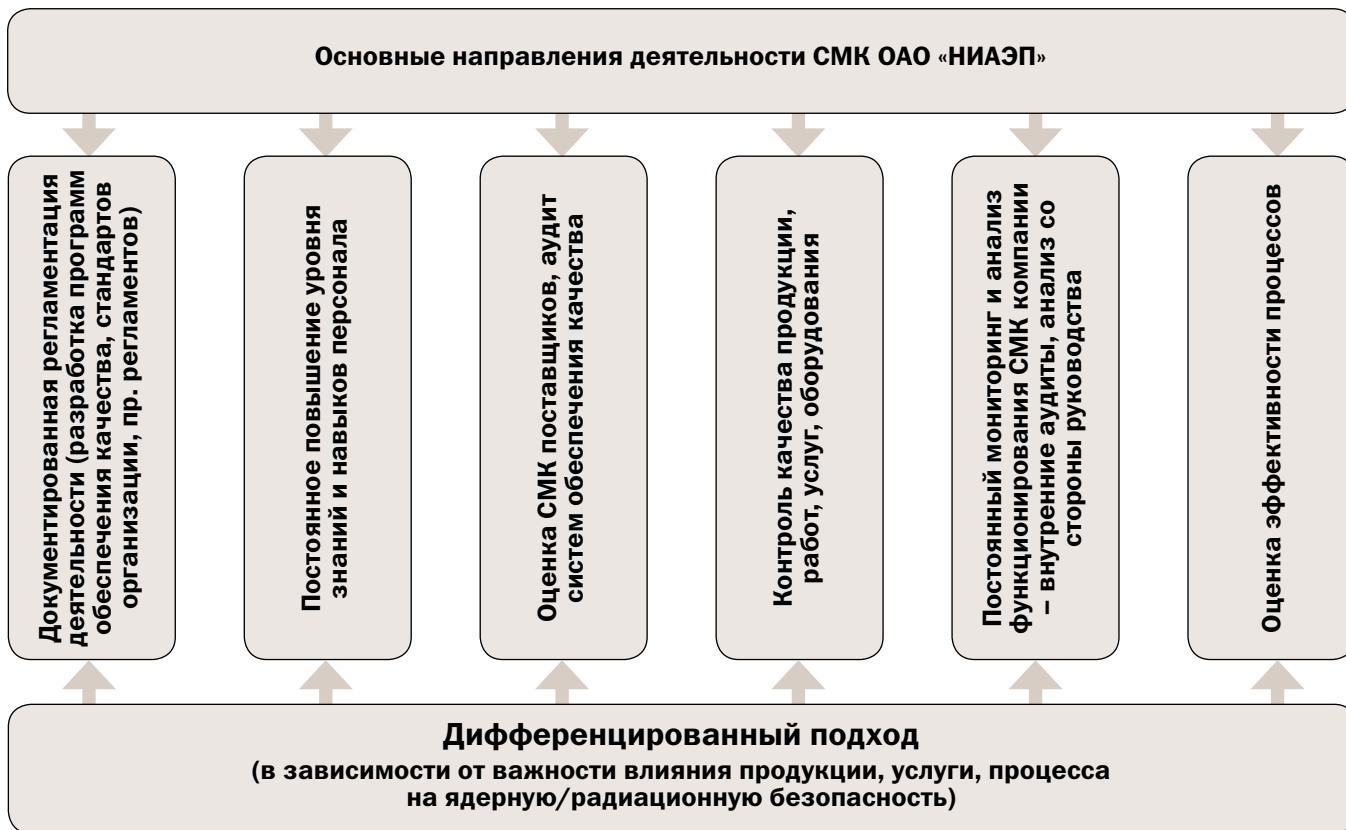 Основные направления деятельности СМК ОАО «НИАЭП»
Документированная регламентация
деятельности (разработка программ
обеспечения качества, стандартов
организации, пр. регламентов)
Постоянное повышение уровня
знаний и навыков персонала
Оценка СМК поставщиков, аудит
систем обеспечения качества
Контроль качества продукции,
работ, услуг, оборудования
Постоянный мониторинг и анализ
функционирования СМК компании
– внутренние аудиты, анализ со
стороны руководства
Оценка эффективности процессов
Дифференцированный подход
(в зависимости от важности влияния продукции, услуги, процесса
на ядерную/радиационную безопасность)